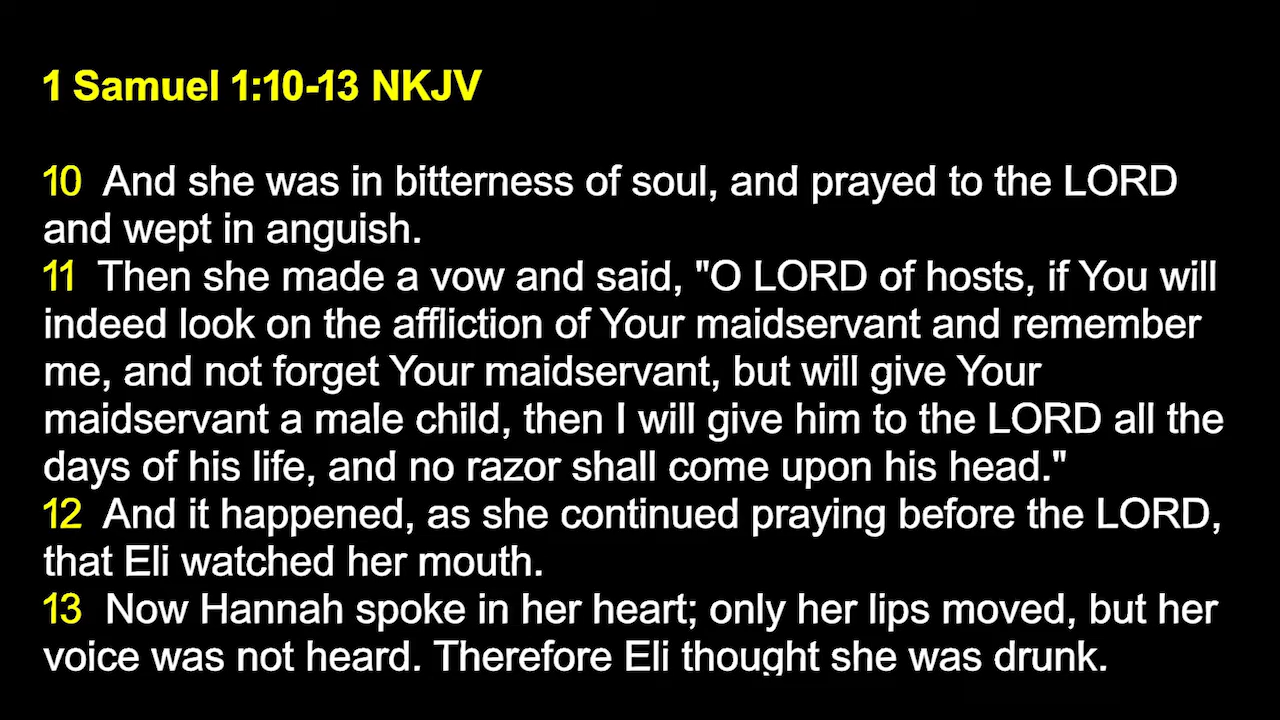 1 Samuel 1:10-13 NKJV
10 And she was in bitterness of soul, and prayed to the LORD
and wept in anguish.
11 Then she made a vow and said, "O LORD of hosts, if You will
indeed look on the affliction of Your maidservant and remember
me, and not forget Your maidservant, but will give Your
maidservant a male child, then I will give him to the LORD all the
days of his life, and no razor shall come upon his head."
12 And it happened, as she continued praying before the LORD,
that Eli watched her mouth.
13 Now Hannah spoke in her heart; only her lips moved, but her
voice was not heard. Therefore Eli thought she was drunk.